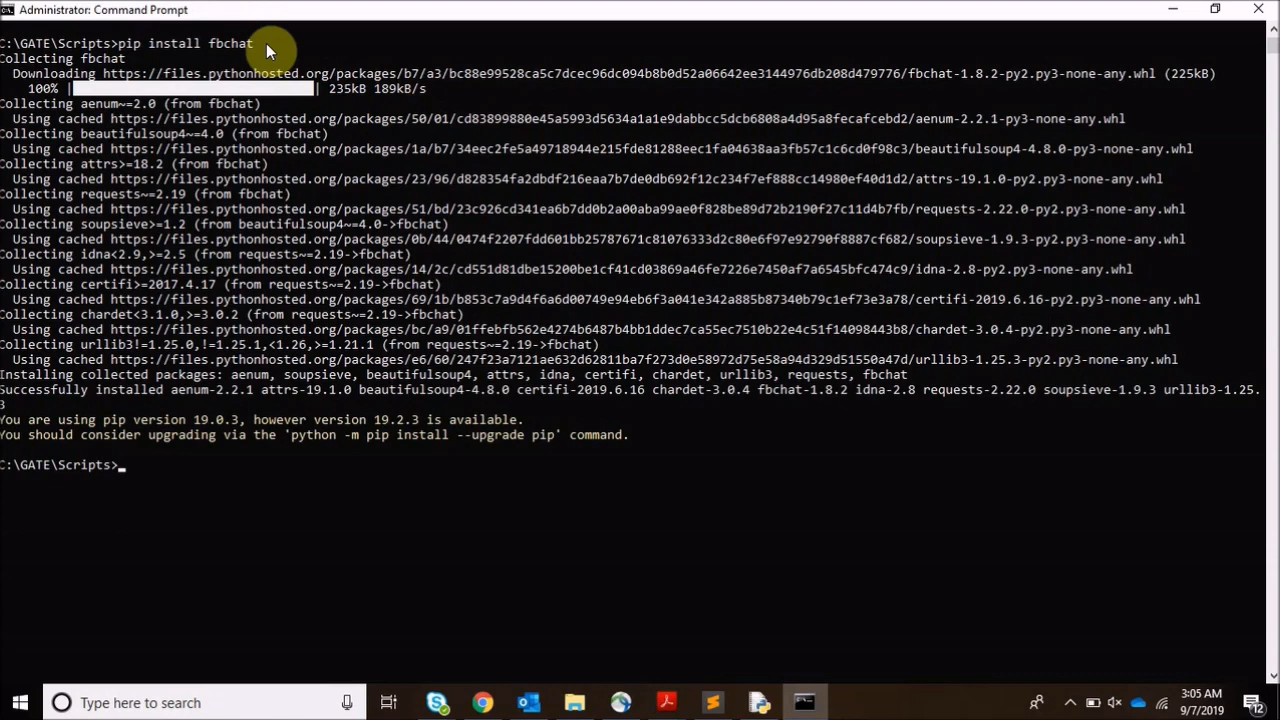 Administrator: Command Prompt
C:\GATE\Scripts>pip install fbchat
Collecting fbchat
Downloading https://files.pythonhosted.org/packages/b7/a3/bc88e99528ca5c7dcec96dc094b8b0d52a06642ee3144976db208d479776/fbchat-1.8.2-py2.py3-none-any.whl (225kB)
100% | | 235kB 189kB/s
Collecting aenum~=2.0 (from fbchat)
Using cached https://files.pythonhosted.org/packages/50/01/cd83899880e45a5993d5634a1a1e9dabbcc5dcb6808a4d95a8fecafcebd2/aenum-2.2.1-py3-none-any.whl
Collecting beautifulsoup4~=4.0 (from fbchat)
Using cached https://files.pythonhosted.org/packages/1a/b7/34eec2fe5a49718944e215fde81288eec1fa04638aa3fb57c1c6cd0f98c3/beautifulsoup4-4.8.0-py3-none-any.whl
Collecting attrs>=18.2 (from fbchat)
Using cached https://files.pythonhosted.org/packages/23/96/d828354fa2dbdf216eaa7b7de0db692f12c234f7ef888cc14980ef40d1d2/attrs-19.1.0-py2.py3-none-any.whl
Collecting requests~=2.19 (from fbchat)
Using cached https://files.pythonhosted.org/packages/51/bd/23c926cd341ea6b7dd0b2a00aba99ae0f828be89d72b2190f27c11d4b7fb/requests-2.22.0-py2.py3-none-any.whl
Collecting soupsieve>=1.2 (from beautifulsoup4~=4.0->fbchat)
Using cached https://files.pythonhosted.org/packages/0b/44/0474f2207fdd601bb25787671c81076333d2c80e6f97e92790f8887cf682/soupsieve-1.9.3-py2.py3-none-any.whl
Collecting idna<2.9,>=2.5 (from requests~=2.19->fbchat)
Using cached https://files.pythonhosted.org/packages/14/2c/cd551d81dbe15200be1cf41cd03869a46fe7226e7450af7a6545bfc474c9/idna-2.8-py2.py3-none-any.whl
Collecting certifi>=2017.4.17 (from requests~=2.19->fbchat)
Using cached https://files.pythonhosted.org/packages/69/1b/b853c7a9d4f6a6d00749e94eb6f3a041e342a885b87340b79c1ef73e3a78/certifi-2019.6.16-py2.py3-none-any.whl
Collecting chardet<3.1.0,>=3.0.2 (from requests~=2.19->fbchat)
Using cached https://files.pythonhosted.org/packages/bc/a9/01ffebfb562e4274b6487b4bb1ddec7ca55ec7510b22e4c51f14098443b8/chardet-3.0.4-py2.py3-none-any.whl
Collecting urllib3!=1.25.0,!=1.25.1,<1.26,>=1.21.1 (from requests~=2.19->fbchat)
Using cached https://files.pythonhosted.org/packages/e6/60/247f23a7121ae632d62811ba7f273d0e58972d75e58a94d329d51550a47d/urllib3-1.25.3-py2.py3-none-any.whl
Installing collected packages: aenum, soupsieve, beautifulsoup4, attrs, idna, certifi, chardet, urllib3, requests, fbchat
Successfully installed aenum-2.2.1 attrs-19.1.0 beautifulsoup4-4.8.0 certifi-2019.6.16 chardet-3.0.4 fbchat-1.8.2 idna-2.8 requests-2.22.0 soupsieve-1.9.3 urllib3-1.25.
3
You are using pip version 19.0.3, however version 19.2.3 is available.
You should consider upgrading via the 'python -m pip install --upgrade pip' command.
C:\GATE\Scripts>_
Type here to search
3:05 AM
9/7/2019
12